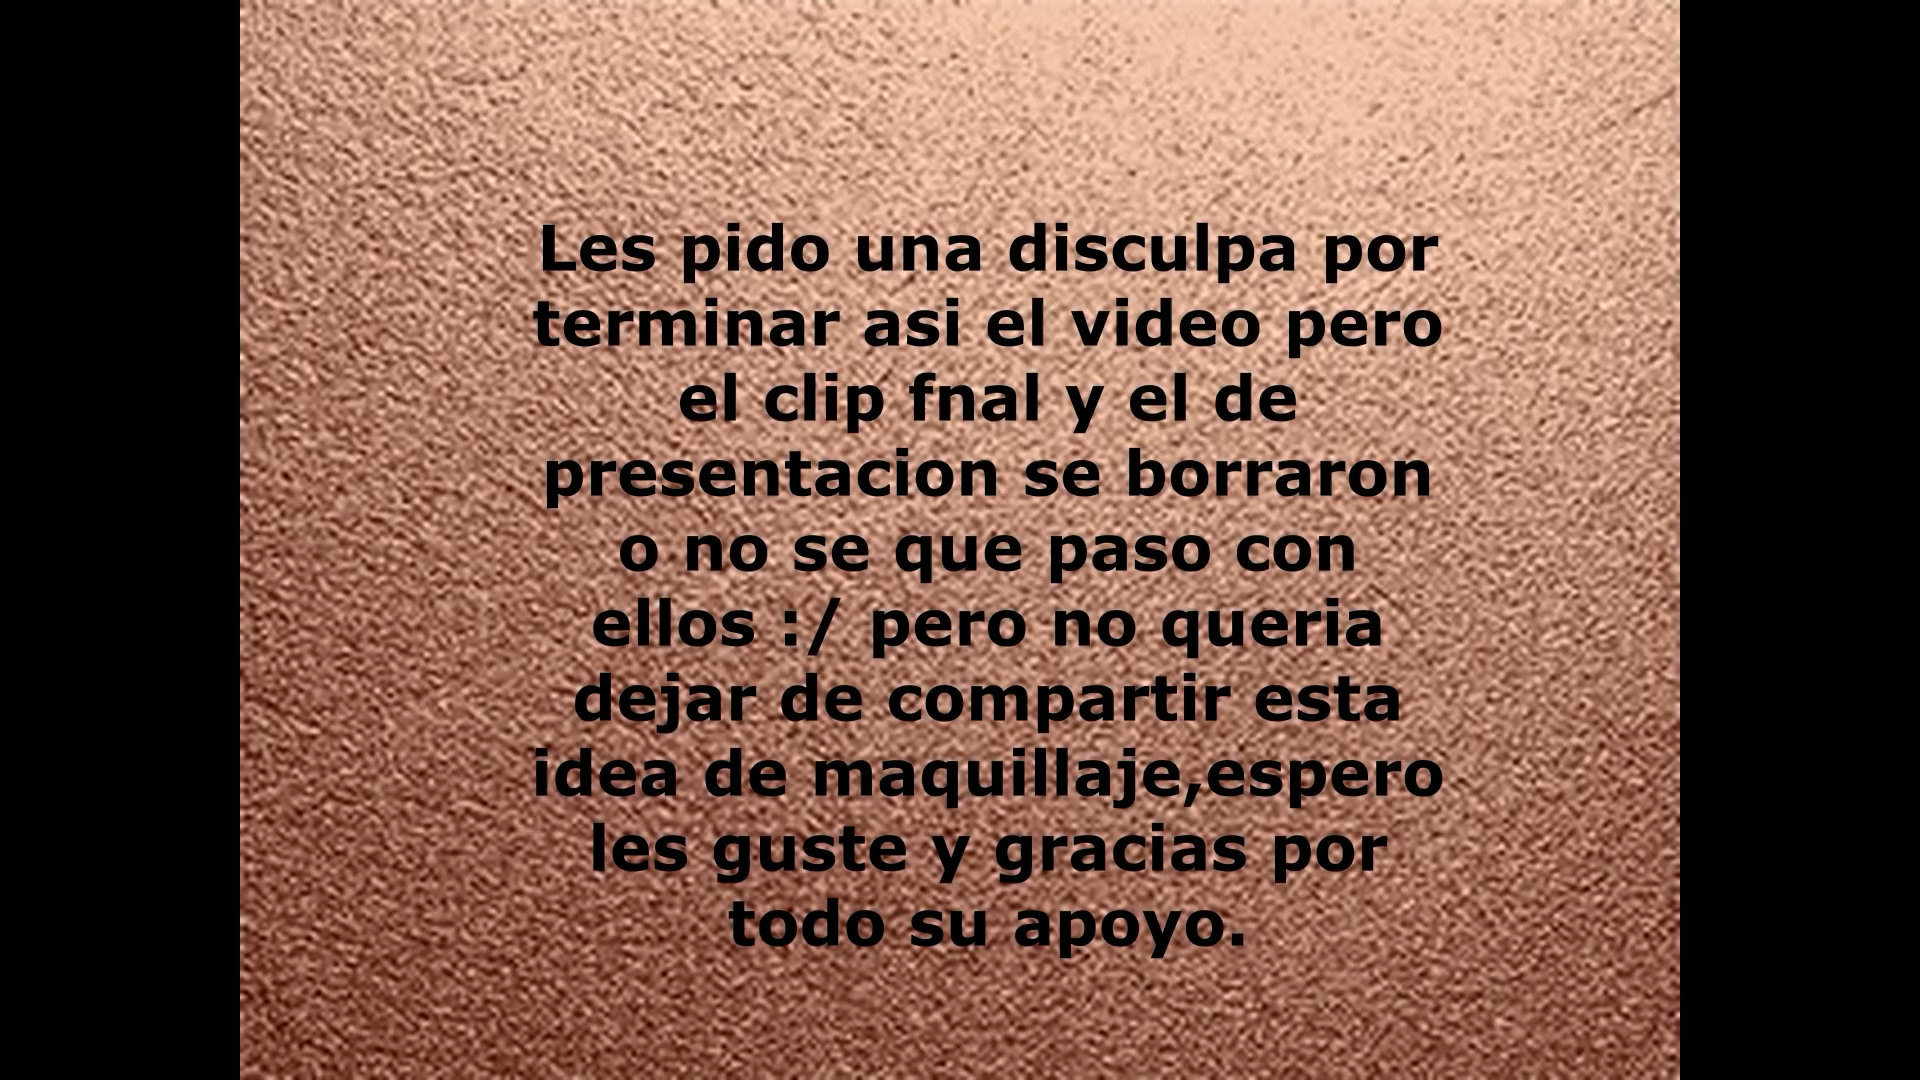 Les pido una disculpa por
terminar asi el video pero
el clip fnal y el de
presentacion se borraron
o no se que paso con
ellos :/ pero no queria
dejar de compartir esta
idea de maquillaje,espero
les guste y gracias por
todo su apoyo.